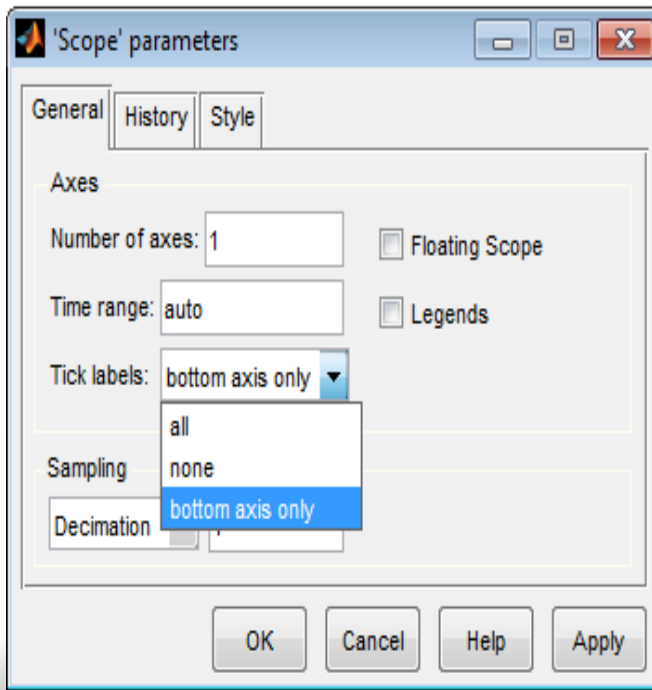 'Scope' parameters
General History Style
Axes
Number of axes: 1
Floating Scope
Time range: auto
Legends
Tick labels: bottom axis only
all
none
bottom axis only
Sampling
Decimation
OK Cancel Help Apply